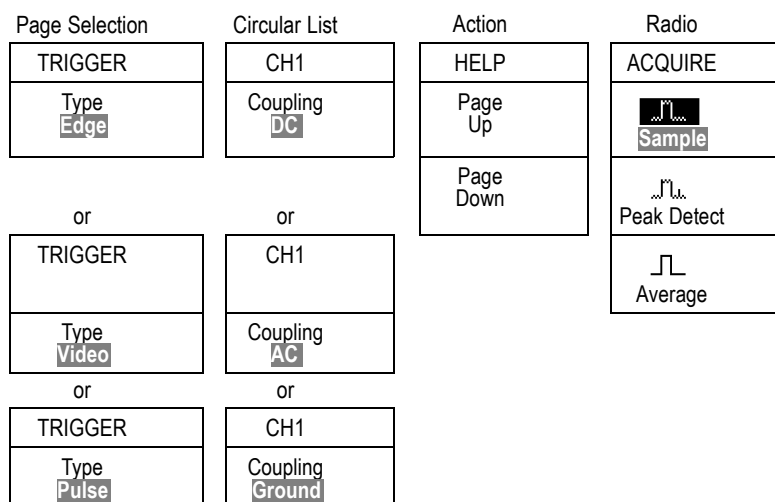 Page Selection
TRIGGER
Type
Edge
or
TRIGGER
Type
Video
or
TRIGGER
Type
Pulse
Circular List
CH1
Coupling
DC
or
CH1
Coupling
AC
or
CH1
Coupling
Ground
Action
HELP
Page
Up
Page
Down
Radio
ACQUIRE
Sample
Peak Detect
Average